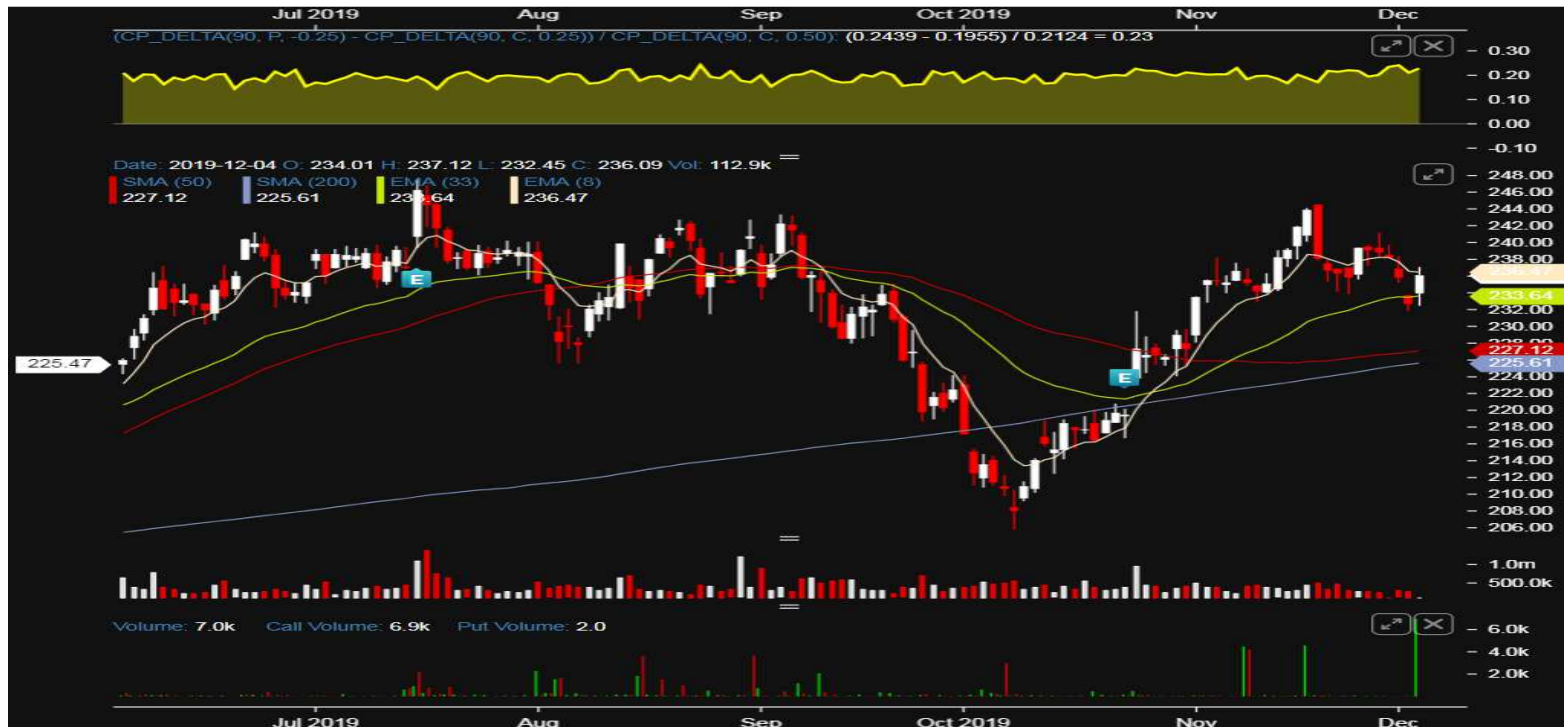 Jul 2019 Aug Sep Oct 2019 Nov Dec
(CP_DELTA(90, P, -0.25) - CP_DELTA(90, C, 0.25)) / CP_DELTA(90, C, 0.50): (0.2439 - 0.1955) / 0.2124 = 0.23
0.30
0.20
0.10
0.00
-0.10
Date: 2019-12-04 O: 234.01 H: 237.12 L: 232.45 C: 236.09 Vol: 112.9k
SMA (50) SMA (200) EMA (33) EMA (8)
227.12 225.61 233.64 236.47
248.00
246.00
244.00
242.00
240.00
238.00
236.47
233.64
232.00
230.00
228.00
227.12
225.61
225.47
224.00
222.00
220.00
218.00
216.00
214.00
212.00
210.00
208.00
206.00
E
E
1.0m
500.0k
Volume: 7.0k Call Volume: 6.9k Put Volume: 2.0
6.0k
4.0k
2.0k
Jul 2019 Aug Sep Oct 2019 Nov Dec